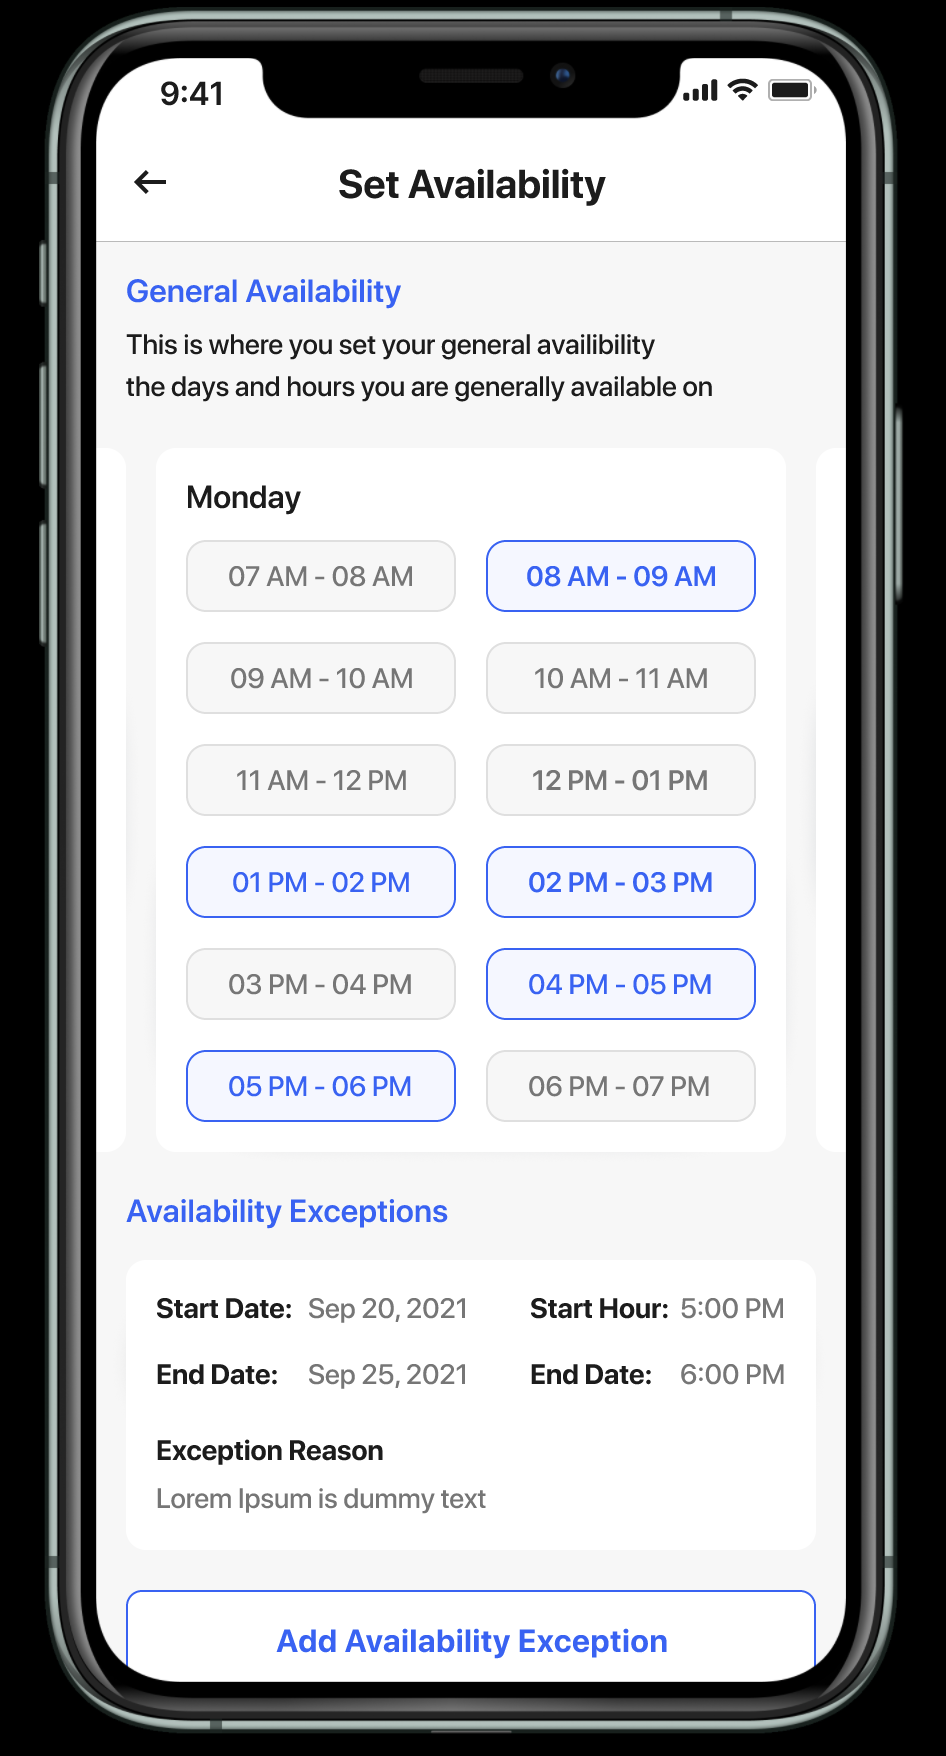 9:41
Set Availability
General Availability
This is where you set your general availibility
the days and hours you are generally available on
Monday
07 AM - 08 AM
08 AM - 09 AM
09 AM - 10 AM
10 AM - 11 AM
11 AM - 12 PM
12 PM - 01 PM
01 PM - 02 PM
02 PM - 03 PM
03 PM - 04 PM
04 PM - 05 PM
05 PM - 06 PM
06 PM - 07 PM
Availability Exceptions
Start Date: Sep 20, 2021 Start Hour: 5:00 PM
End Date: Sep 25, 2021 End Date: 6:00 PM
Exception Reason
Lorem Ipsum is dummy text
Add Availability Exception